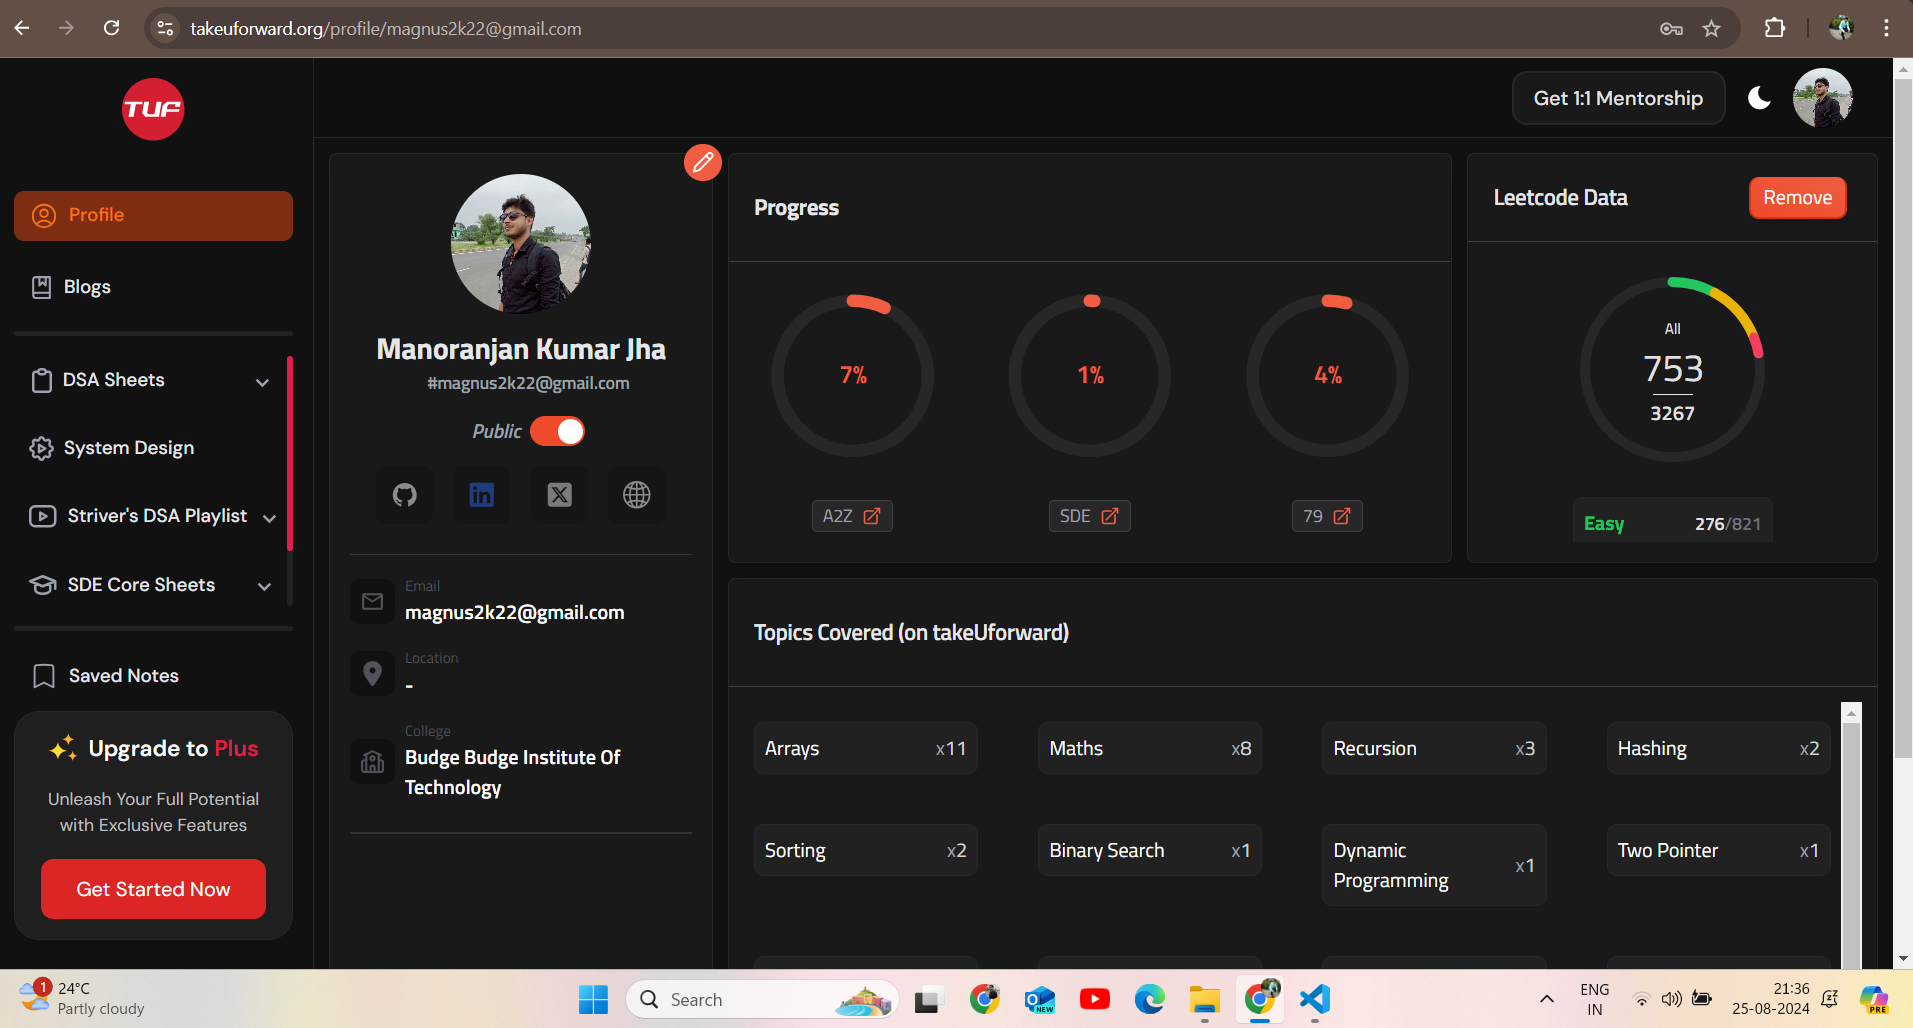 takeuforward.org/profile/magnus2k22@gmail.com
TUF
Get 1:1 Mentorship
Profile
Blogs
DSA Sheets
System Design
Striver's DSA Playlist
SDE Core Sheets
Saved Notes
Upgrade to Plus
Unleash Your Full Potential
with Exclusive Features
Get Started Now
Manoranjan Kumar Jha
#magnus2k22@gmail.com
Public
Email
magnus2k22@gmail.com
Location
-
College
Budge Budge Institute Of
Technology
Progress
7%
1%
4%
A2Z
SDE
79
Leetcode Data
Remove
All
753
3267
Easy 276/821
Topics Covered (on takeUforward)
Arrays x11
Maths x8
Recursion x3
Hashing x2
Sorting x2
Binary Search x1
Dynamic
Programming x1
Two Pointer x1
1
24°C
Partly cloudy
Search
NEW
ENG
IN
21:36
25-08-2024
PRE